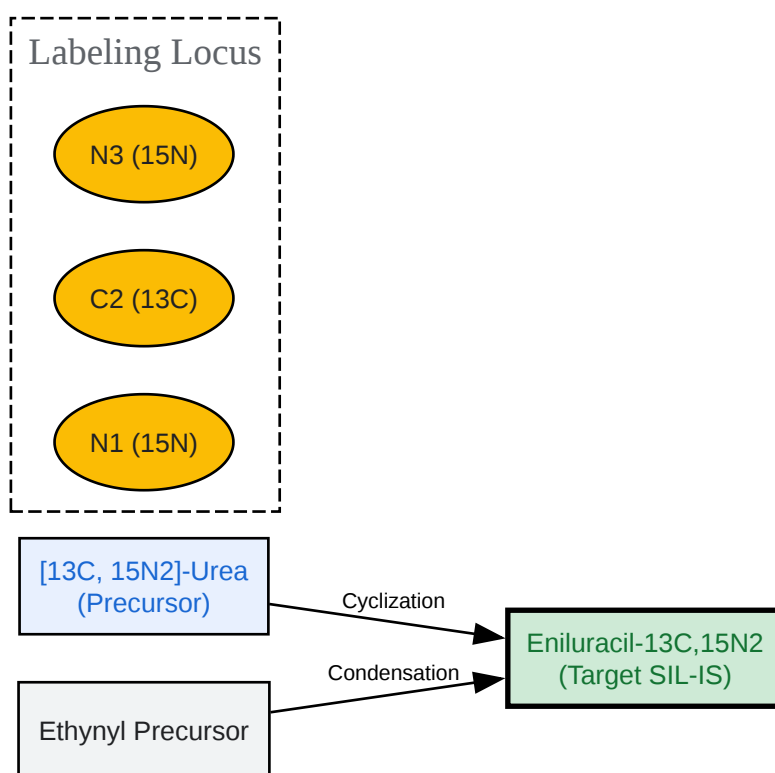 Labeling Locus
N3 (15N)
C2 (13C)
N1 (15N)
[13C, 15N2]-Urea
(Precursor)
Cyclization
Eniluracil-13C,15N2
(Target SIL-IS)
Condensation
Ethynyl Precursor